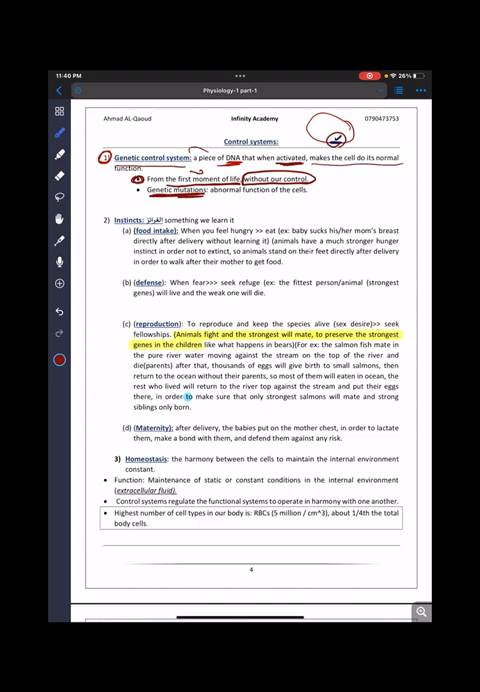 11:40 PM
26%
Physiology-1 part-1
Ahmad AL-Qaoud Infinity Academy 0790473753
Control systems:
1) Genetic control system: a piece of DNA that when activated, makes the cell do its normal
function.
From the first moment of life, without our control.
• Genetic mutations: abnormal function of the cells.
2) Instincts: الغرائز something we learn it
(a) (food intake): When you feel hungry >> eat (ex: baby sucks his/her mom's breast
directly after delivery without learning it) (animals have a much stronger hunger
instinct in order not to extinct, so animals stand on their feet directly after delivery
in order to walk after their mother to get food.
(b) (defense): When fear>>> seek refuge (ex: the fittest person/animal (strongest
genes) will live and the weak one will die.
(c) (reproduction): To reproduce and keep the species alive (sex desire)>> seek
fellowships. (Animals fight and the strongest will mate, to preserve the strongest
genes in the children like what happens in bears)(For ex: the salmon fish mate in
the pure river water moving against the stream on the top of the river and
die(parents) after that, thousands of eggs will give birth to small salmons, then
return to the ocean without their parents, so most of them will eaten in ocean, the
rest who lived will return to the river top against the stream and put their eggs
there, in order to make sure that only strongest salmons will mate and strong
siblings only born.
(d) (Maternity): after delivery, the babies put on the mother chest, in order to lactate
them, make a bond with them, and defend them against any risk.
3) Homeostasis: the harmony between the cells to maintain the internal environment
constant.
• Function: Maintenance of static or constant conditions in the internal environment
(extracellular fluid).
• Control systems regulate the functional systems to operate in harmony with one another.
• Highest number of cell types in our body is: RBCs (5 million / cm^3), about 1/4th the total
body cells.
4